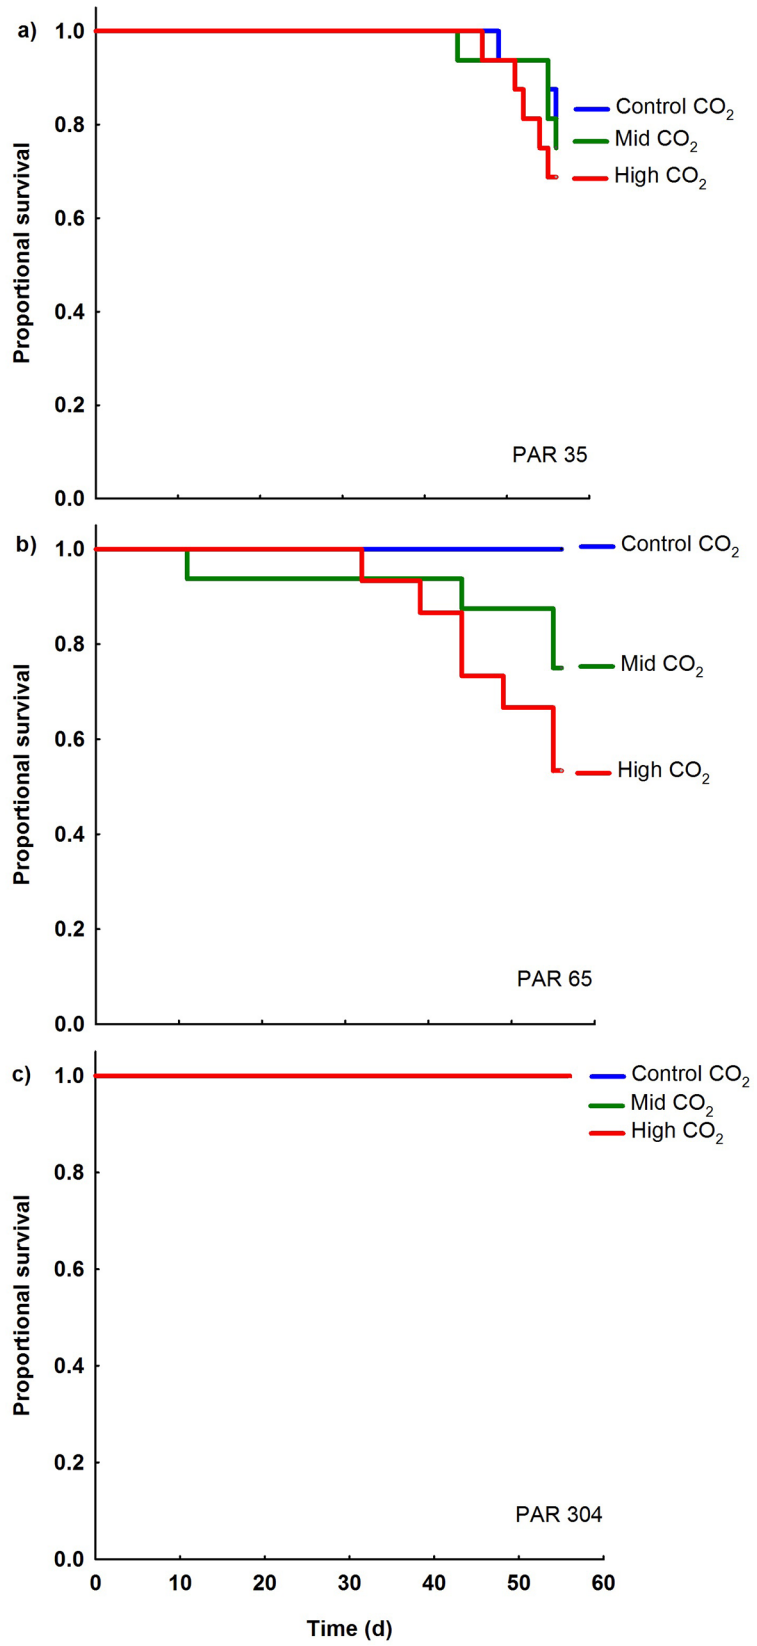 a)
1.0
0.8
0.6
0.4
0.2
0.0
Proportional survival
Control CO₂
Mid CO₂
High CO₂
PAR 35
b)
1.0
0.8
0.6
0.4
0.2
0.0
Proportional survival
Control CO₂
Mid CO₂
High CO₂
PAR 65
c)
1.0
0.8
0.6
0.4
0.2
0.0
Proportional survival
Control CO₂
Mid CO₂
High CO₂
PAR 304
0 10 20 30 40 50 60
Time (d)